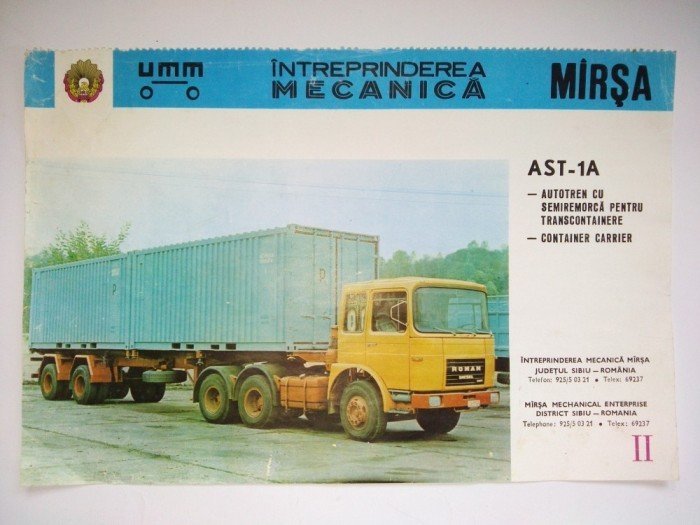 umm
ÎNTREPRINDEREA
MECANICĂ
MÎRŞA
AST-1A
— AUTOTREN CU
SEMIREMORCĂ PENTRU
TRANSCONTAINERE
— CONTAINER CARRIER
ROMAN
ÎNTREPRINDEREA MECANICĂ MÎRŞA
JUDEŢUL SIBIU — ROMÂNIA
Telefon: 925/5 03 21 • Telex: 69237
MÎRŞA MECHANICAL ENTERPRISE
DISTRICT SIBIU — ROMANIA
Telephone: 925/5 03 21 • Telex: 69237
II